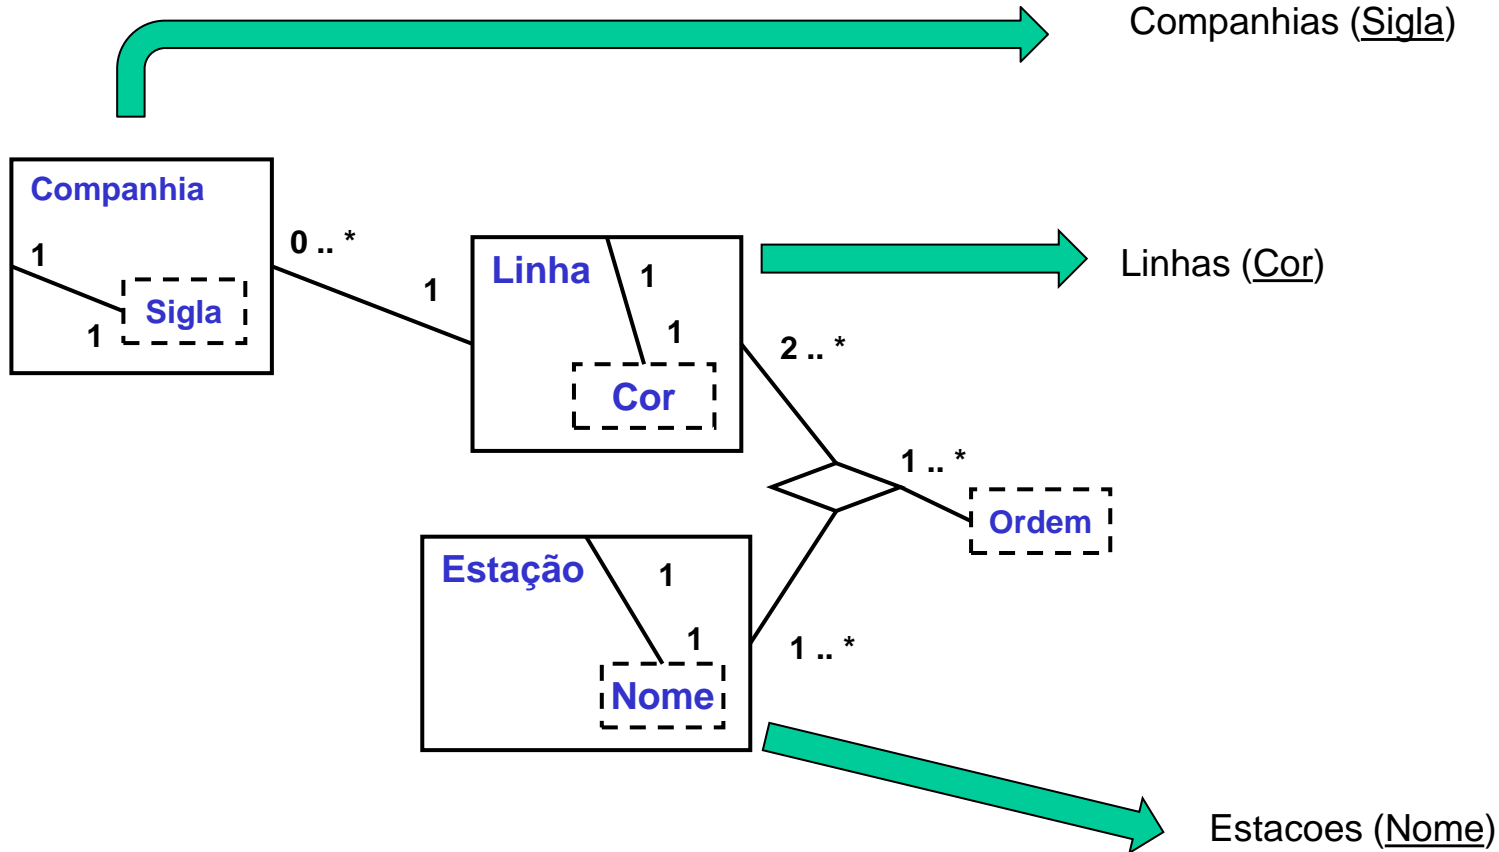 Companhias (Sigla)
Companhia
1
Sigla
1
0 .. *
1
Linha
1
1
Cor
2 .. *
Linhas (Cor)
1 .. *
Ordem
Estação
1
1
Nome
1 .. *
Estacoes (Nome)